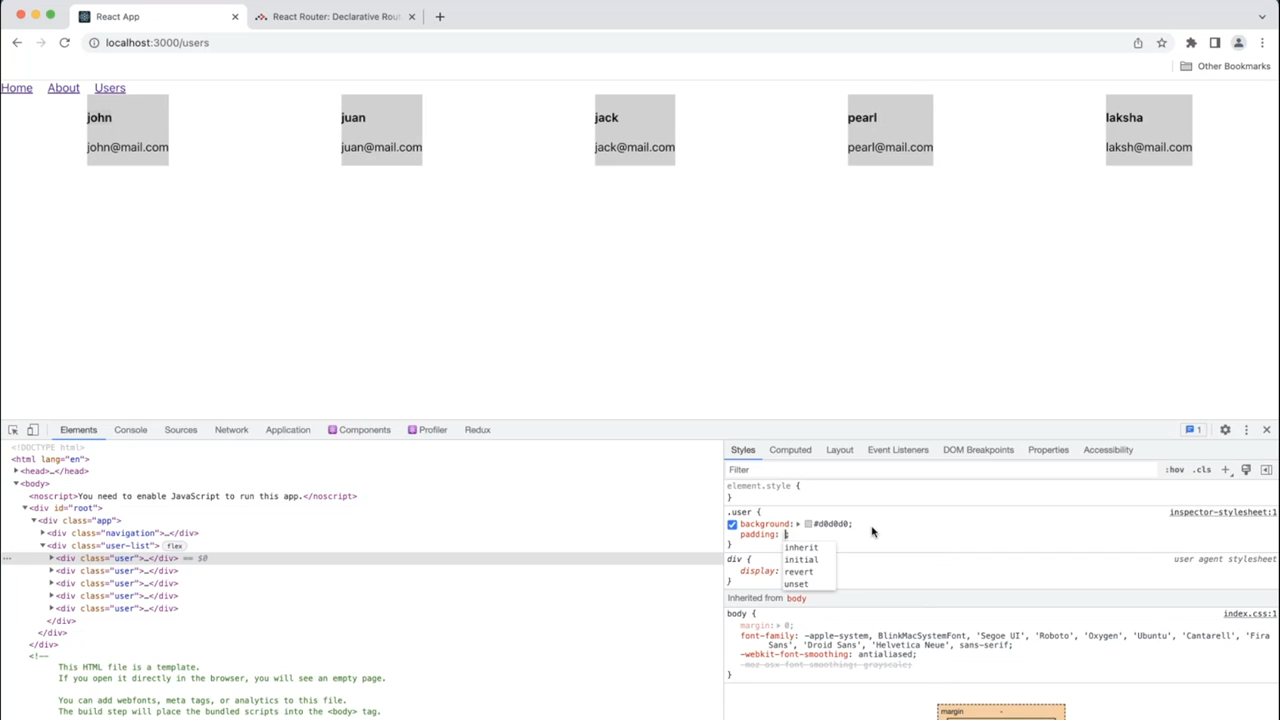 React App
React Router: Declarative Rout
localhost:3000/users
Other Bookmarks
Home About Users
john juan jack pearl laksha
john@mail.com juan@mail.com jack@mail.com pearl@mail.com laksh@mail.com
Elements Console Sources Network Application Components Profiler Redux 1
<!DOCTYPE html>
<html lang="en">
<head>…</head>
<body>
<noscript>You need to enable JavaScript to run this app.</noscript>
<div id="root">
<div class="app">
<div class="navigation">…</div>
<div class="user-list"> flex
<div class="user">…</div> == $0
<div class="user">…</div>
<div class="user">…</div>
<div class="user">…</div>
<div class="user">…</div>
</div>
</div>
</div>
<!--
This HTML file is a template.
If you open it directly in the browser, you will see an empty page.
You can add webfonts, meta tags, or analytics to this file.
The build step will place the bundled scripts into the <body> tag.
Styles Computed Layout Event Listeners DOM Breakpoints Properties Accessibility
Filter :hov .cls
element.style {
}
.user { inspector-stylesheet:1
background: #d0d0d0;
padding: ;
}
inherit
initial
revert
unset
div { user agent stylesheet
display:
}
Inherited from body
body { index.css:1
margin: 0;
font-family: -apple-system, BlinkMacSystemFont, 'Segoe UI', 'Roboto', 'Oxygen', 'Ubuntu', 'Cantarell', 'Fira
Sans', 'Droid Sans', 'Helvetica Neue', sans-serif;
-webkit-font-smoothing: antialiased;
-moz-osx-font-smoothing: grayscale;
}
margin -